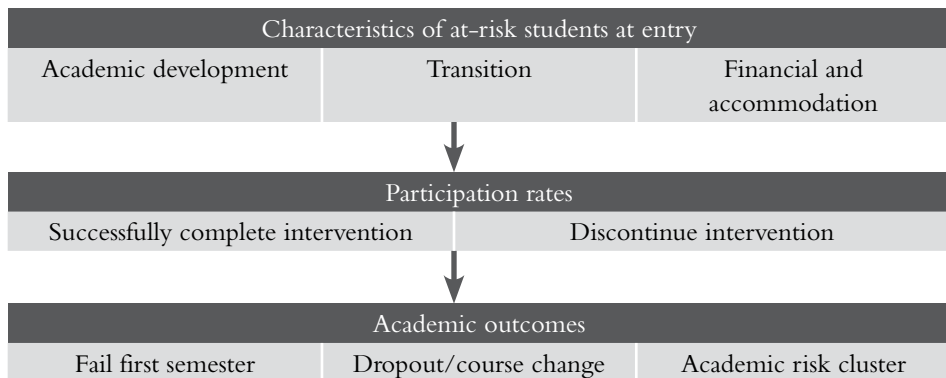 Characteristics of at-risk students at entry
Academic development
Transition
Financial and
accommodation
Participation rates
Successfully complete intervention
Discontinue intervention
Academic outcomes
Fail first semester
Dropout/course change
Academic risk cluster